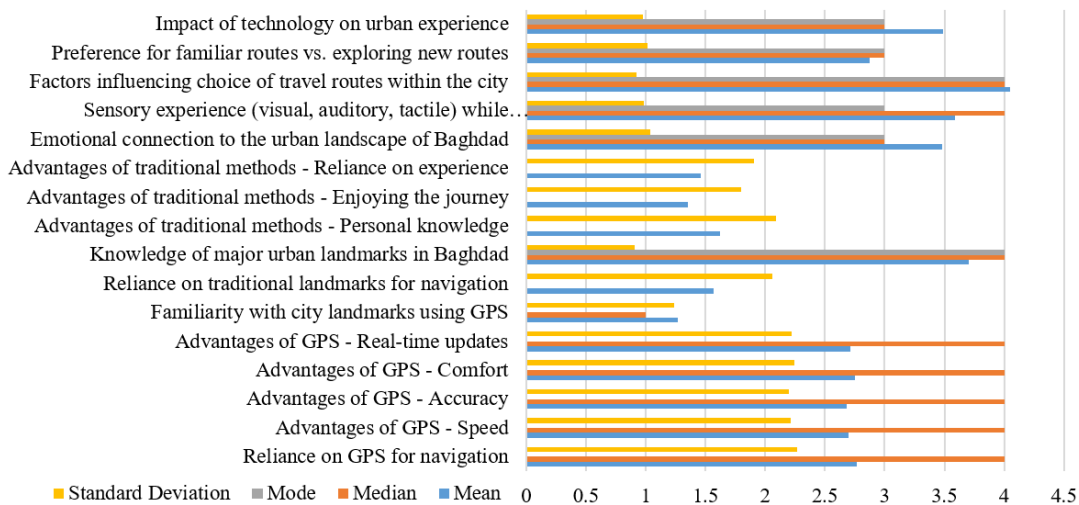 Impact of technology on urban experience
Preference for familiar routes vs. exploring new routes
Factors influencing choice of travel routes within the city
Sensory experience (visual, auditory, tactile) while…
Emotional connection to the urban landscape of Baghdad
Advantages of traditional methods - Reliance on experience
Advantages of traditional methods - Enjoying the journey
Advantages of traditional methods - Personal knowledge
Knowledge of major urban landmarks in Baghdad
Reliance on traditional landmarks for navigation
Familiarity with city landmarks using GPS
Advantages of GPS - Real-time updates
Advantages of GPS - Comfort
Advantages of GPS - Accuracy
Advantages of GPS - Speed
Reliance on GPS for navigation
Standard Deviation Mode Median Mean
0 0.5 1 1.5 2 2.5 3 3.5 4 4.5